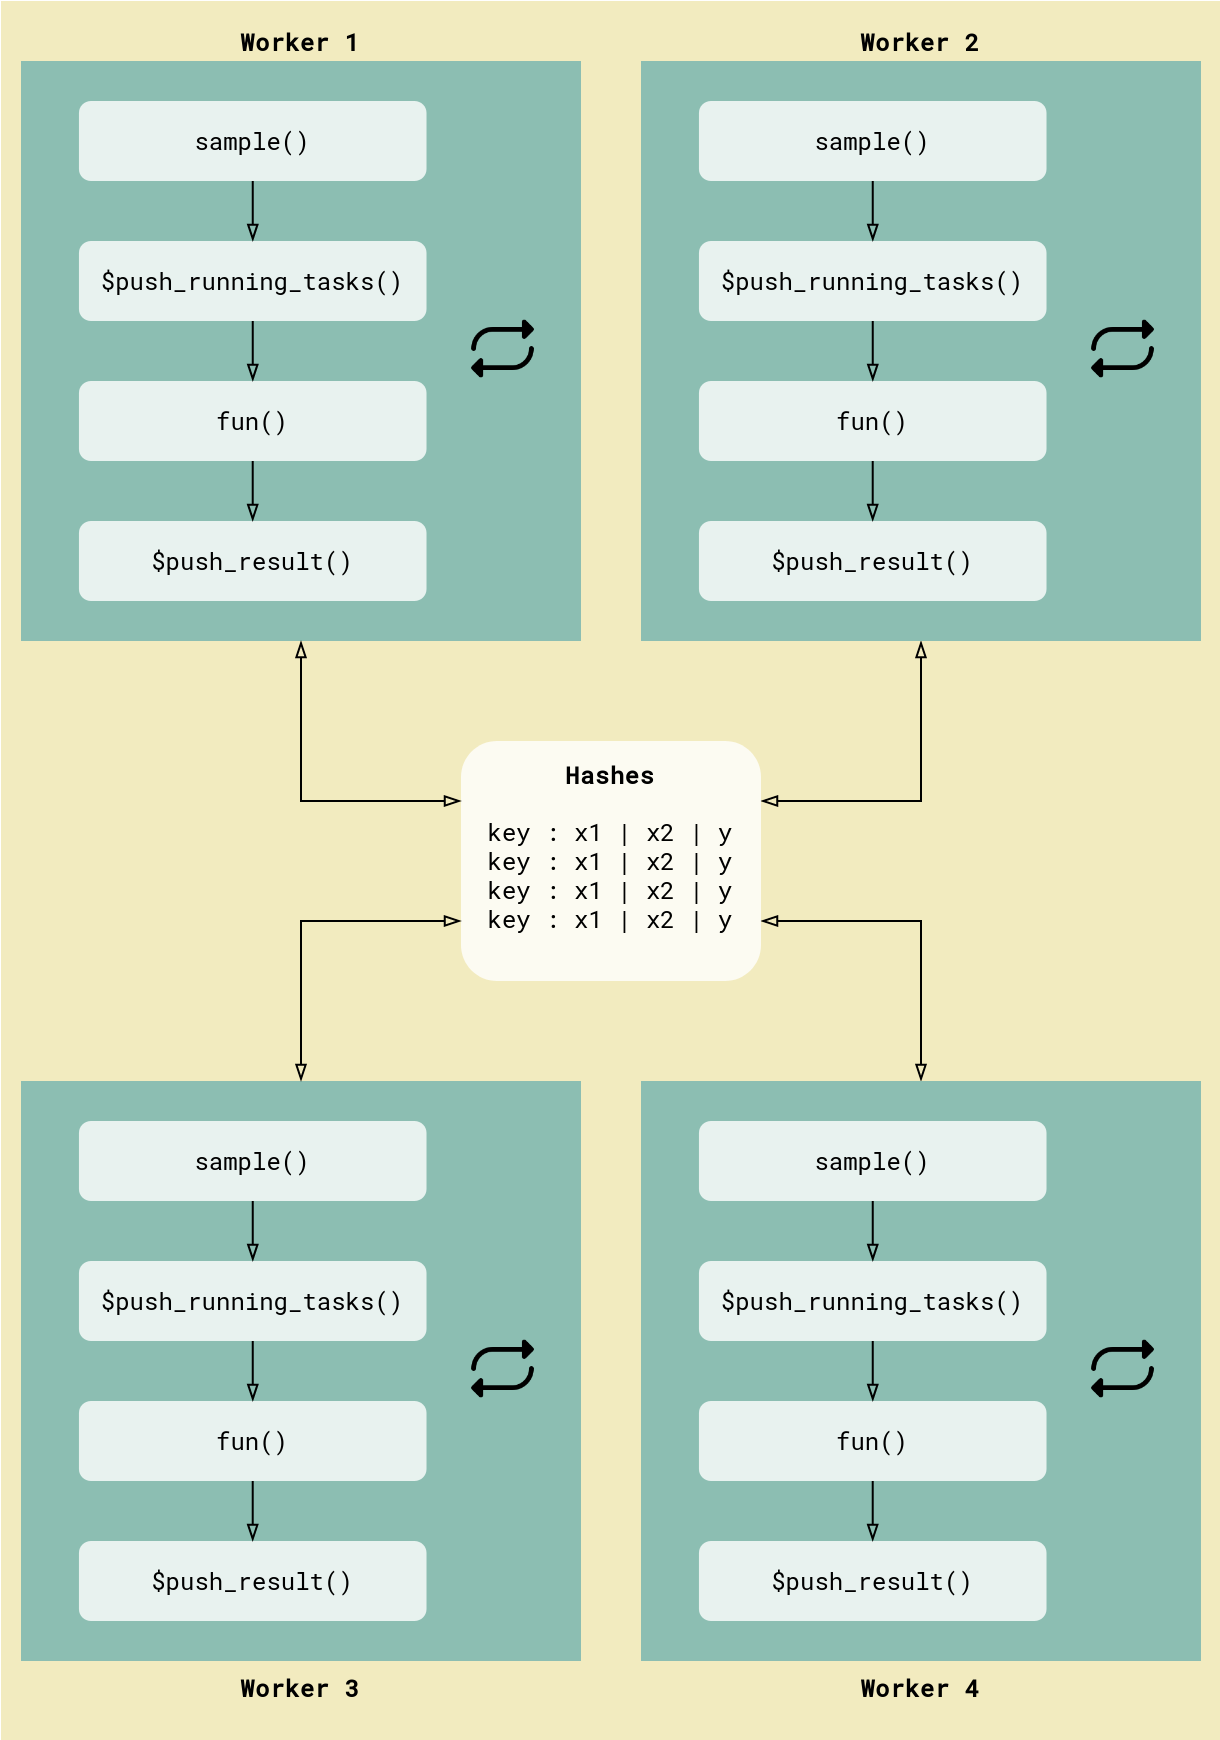 Worker 1
sample()
$push_running_tasks()
fun()
$push_result()
Worker 2
sample()
$push_running_tasks()
fun()
$push_result()
Hashes
key : x1 | x2 | y
key : x1 | x2 | y
key : x1 | x2 | y
key : x1 | x2 | y
sample()
$push_running_tasks()
fun()
$push_result()
Worker 3
sample()
$push_running_tasks()
fun()
$push_result()
Worker 4